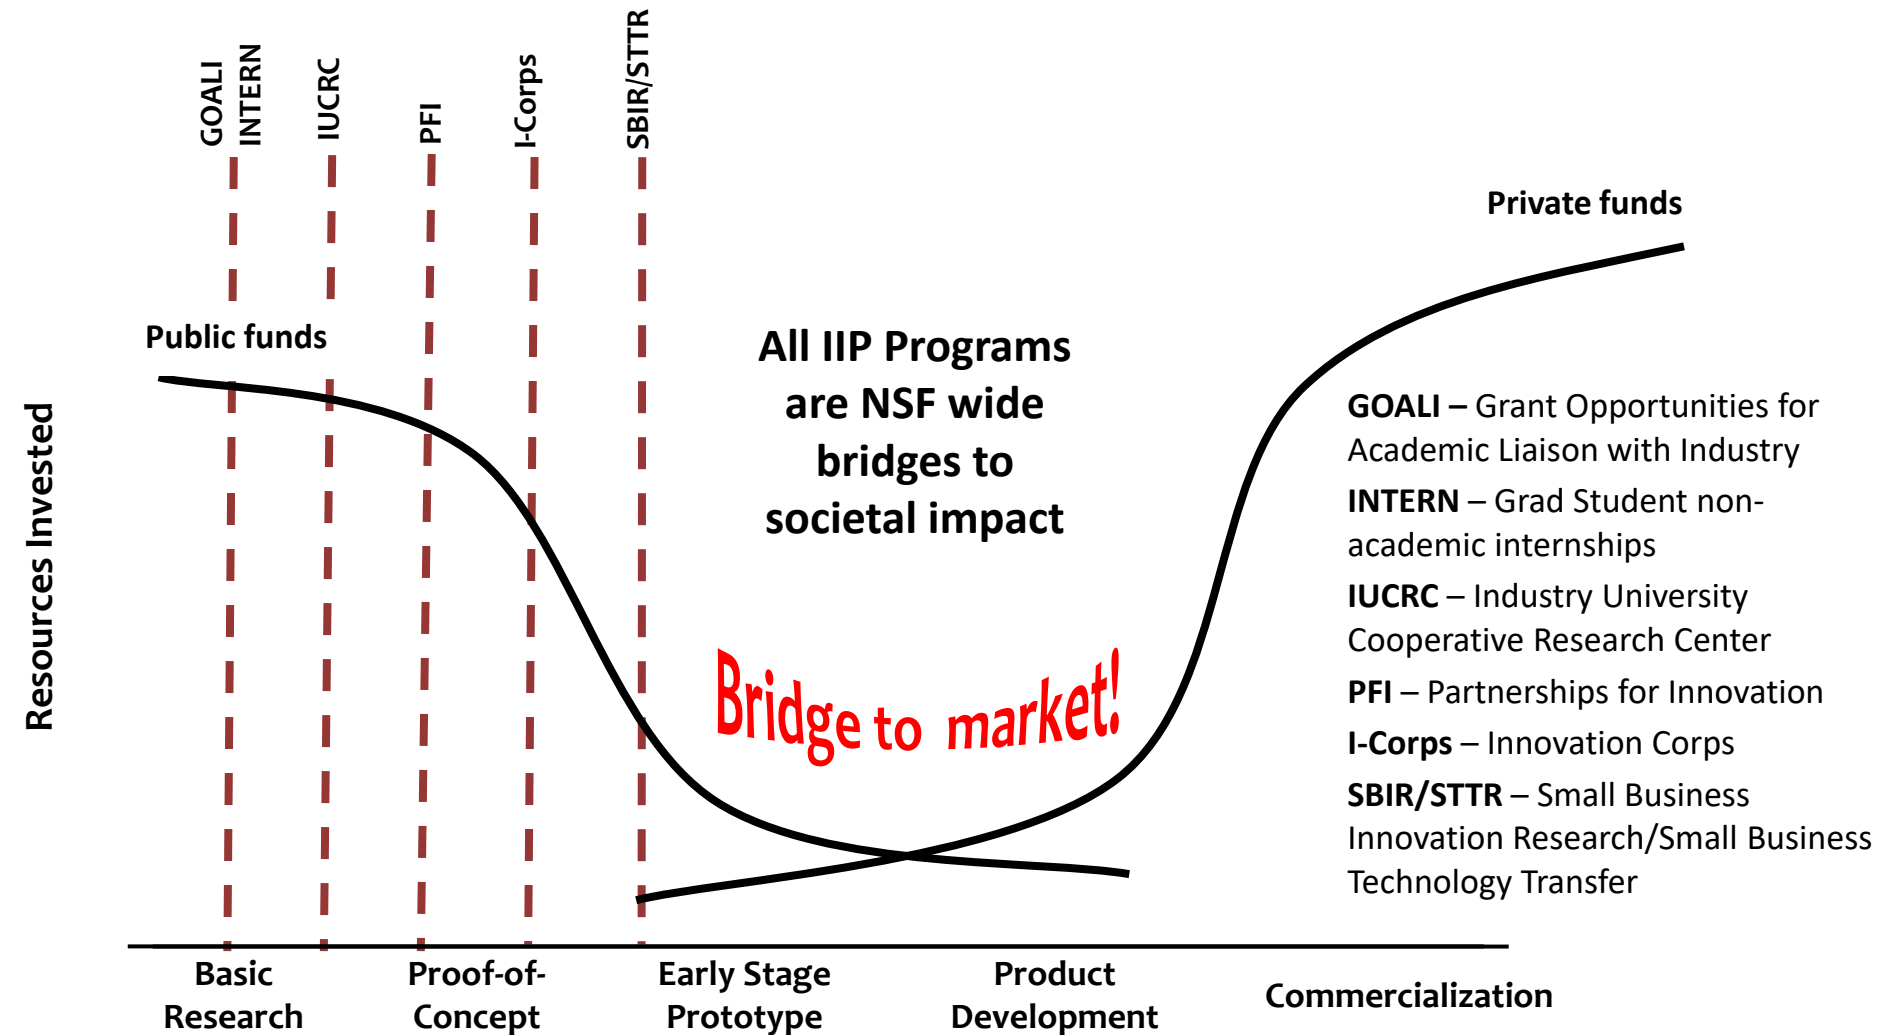 GOALI
INTERN
IUCRC
PFI
I-Corps
SBIR/STTR
Private funds
Public funds
All IIP Programs
are NSF wide
bridges to
societal impact
Resources Invested
Bridge to market!
GOALI – Grant Opportunities for
Academic Liaison with Industry
INTERN – Grad Student non-
academic internships
IUCRC – Industry University
Cooperative Research Center
PFI – Partnerships for Innovation
I-Corps – Innovation Corps
SBIR/STTR – Small Business
Innovation Research/Small Business
Technology Transfer
Basic
Research
Proof-of-
Concept
Early Stage
Prototype
Product
Development
Commercialization